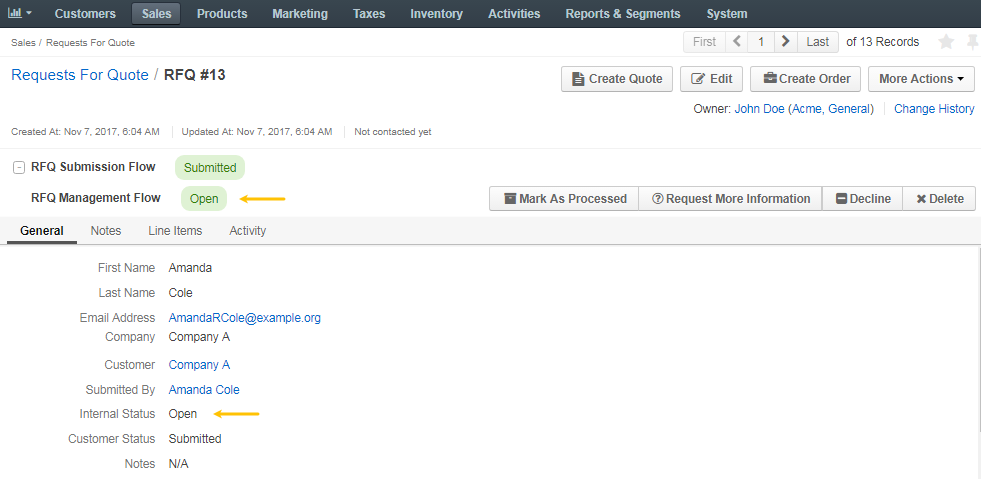 Customers Sales Products Marketing Taxes Inventory Activities Reports & Segments System
Sales / Requests For Quote First 1 Last of 13 Records
Requests For Quote / RFQ #13 Create Quote Edit Create Order More Actions
Owner: John Doe (Acme, General) Change History
Created At: Nov 7, 2017, 6:04 AM Updated At: Nov 7, 2017, 6:04 AM Not contacted yet
RFQ Submission Flow Submitted
RFQ Management Flow Open Mark As Processed Request More Information Decline Delete
General Notes Line Items Activity
First Name Amanda
Last Name Cole
Email Address AmandaRCole@example.org
Company Company A
Customer Company A
Submitted By Amanda Cole
Internal Status Open
Customer Status Submitted
Notes N/A